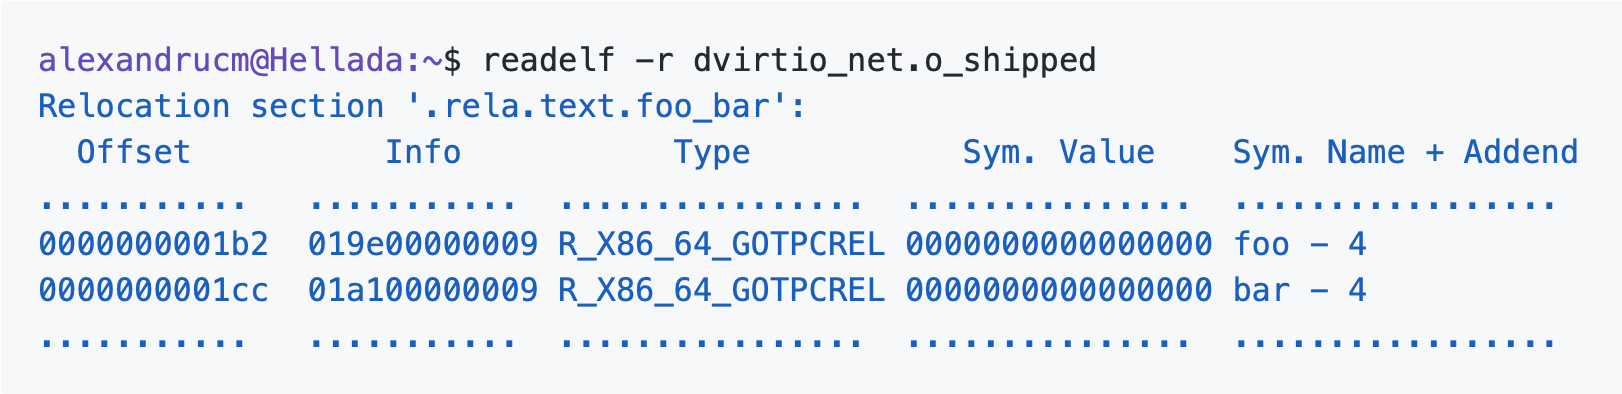 alexandrucm@Hellada:~$ readelf -r dvirtio_net.o_shipped
Relocation section '.rela.text.foo_bar':
  Offset          Info           Type           Sym. Value    Sym. Name + Addend
...........   ...........  ................  ...............  .................
0000000001b2  019e00000009 R_X86_64_GOTPCREL 0000000000000000 foo - 4
0000000001cc  01a100000009 R_X86_64_GOTPCREL 0000000000000000 bar - 4
...........   ...........  ................  ...............  .................